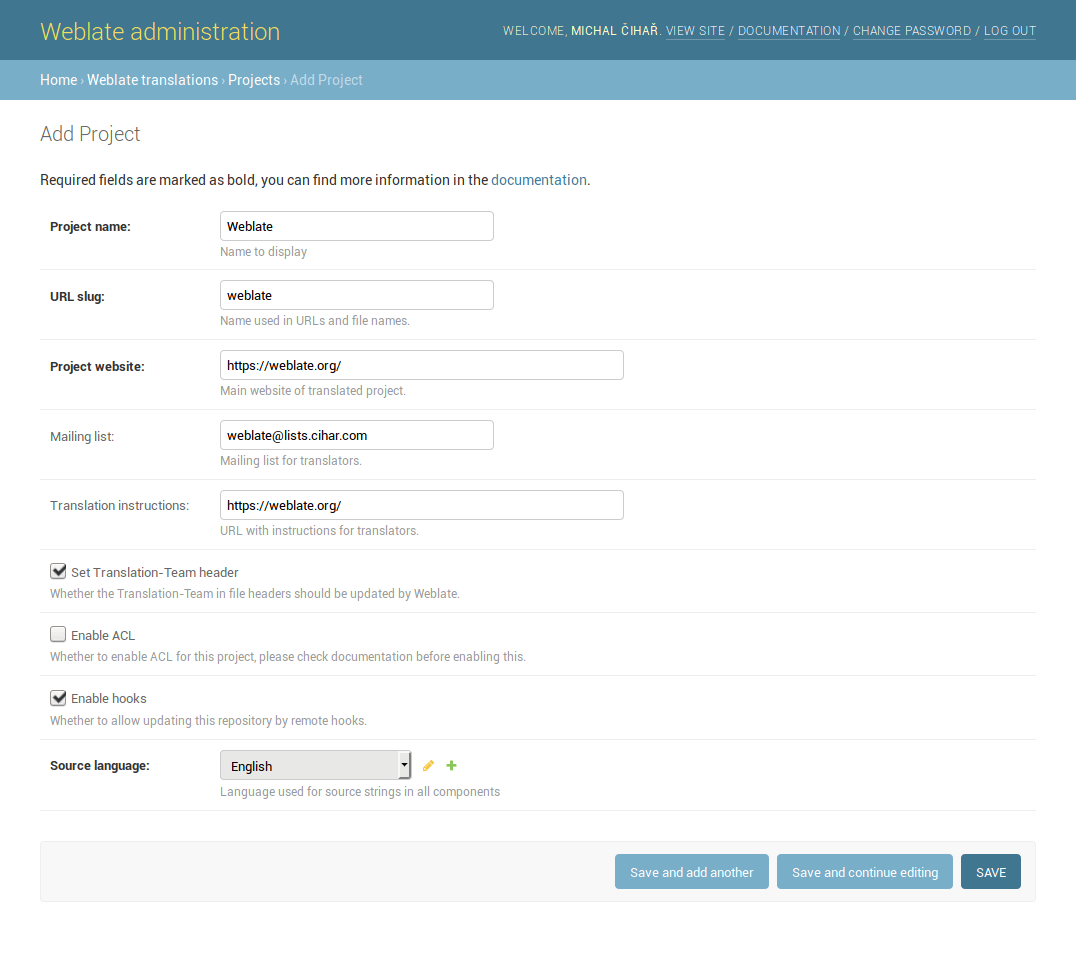 Weblate administration
WELCOME, MICHAL ČIHAŘ. VIEW SITE / DOCUMENTATION / CHANGE PASSWORD / LOG OUT
Home › Weblate translations › Projects › Add Project
Add Project
Required fields are marked as bold, you can find more information in the documentation.
Project name:
Weblate
Name to display
URL slug:
weblate
Name used in URLs and file names.
Project website:
https://weblate.org/
Main website of translated project.
Mailing list:
weblate@lists.cihar.com
Mailing list for translators.
Translation instructions:
https://weblate.org/
URL with instructions for translators.
Set Translation-Team header
Whether the Translation-Team in file headers should be updated by Weblate.
Enable ACL
Whether to enable ACL for this project, please check documentation before enabling this.
Enable hooks
Whether to allow updating this repository by remote hooks.
Source language:
English
Language used for source strings in all components
Save and add another
Save and continue editing
SAVE